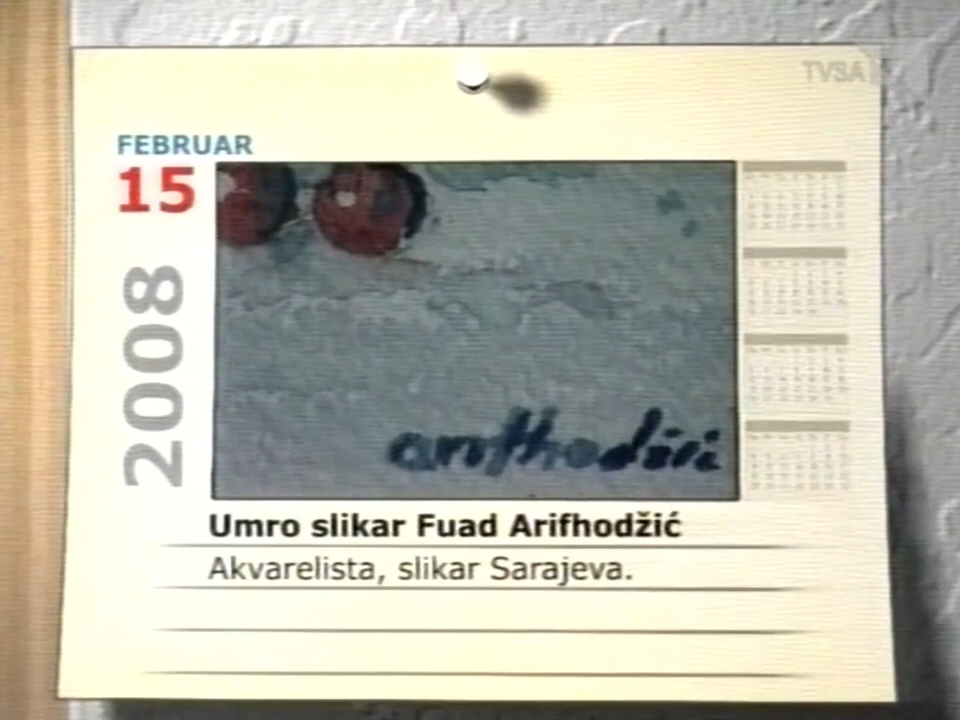 TVSA
FEBRUAR
15
2008
arifhodžić
Umro slikar Fuad Arifhodžić
Akvarelista, slikar Sarajeva.